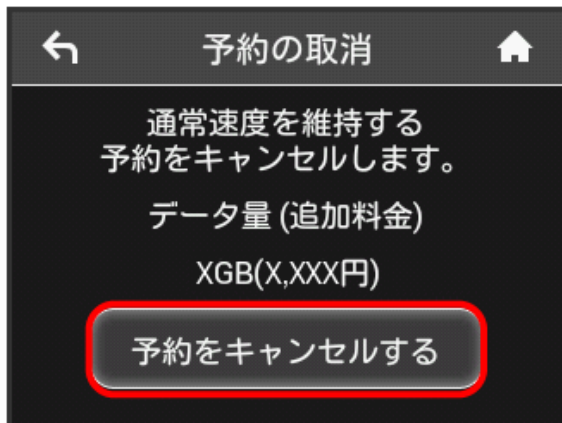 予約の取消
通常速度を維持する
予約をキャンセルします。
データ量 (追加料金)
XGB(X,XXX円)
予約をキャンセルする